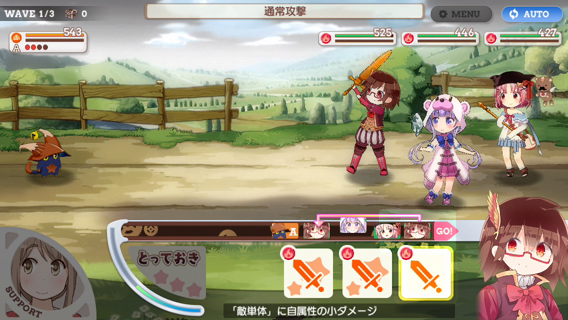 WAVE 1/3 0
通常攻撃
MENU
AUTO
543
A
525
446
427
GO!
とっておき
SUPPORT
「敵単体」に自属性の小ダメージ